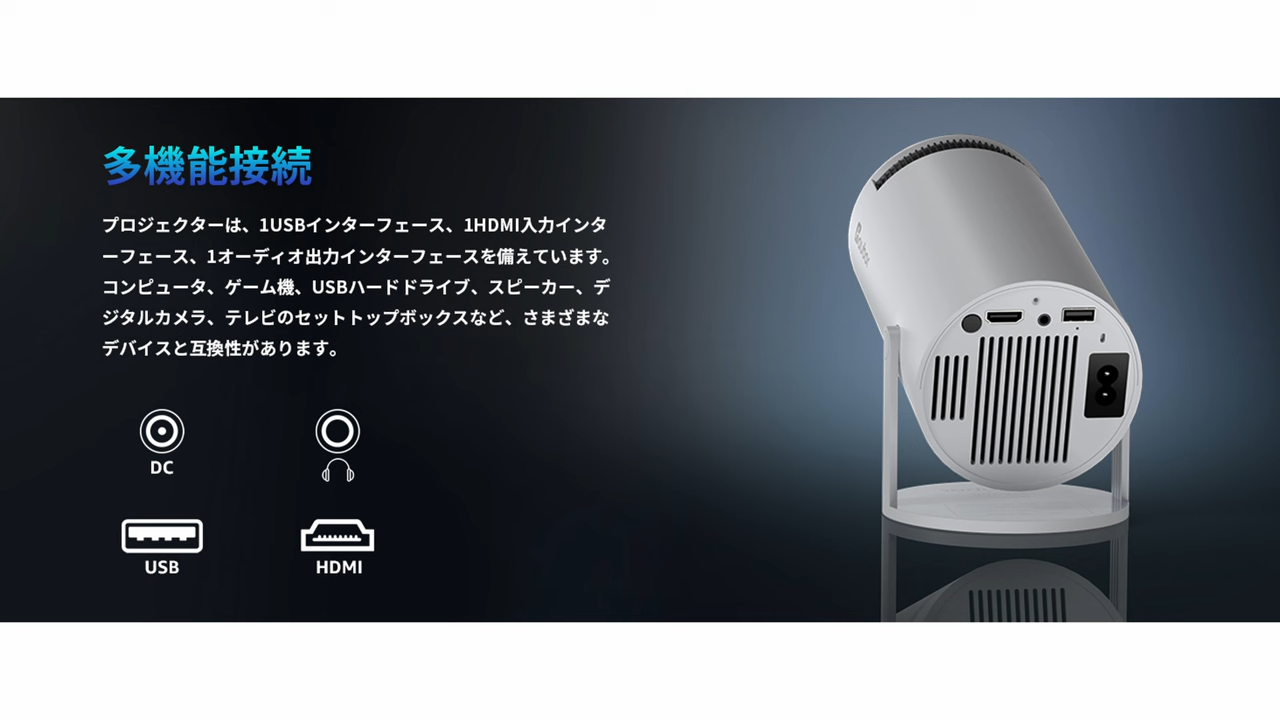 多機能接続
プロジェクターは、1USBインターフェース、1HDMI入力インタ
ーフェース、1オーディオ出力インターフェースを備えています。
コンピュータ、ゲーム機、USBハードドライブ、スピーカー、デ
ジタルカメラ、テレビのセットトップボックスなど、さまざまな
デバイスと互換性があります。
DC
USB
HDMI